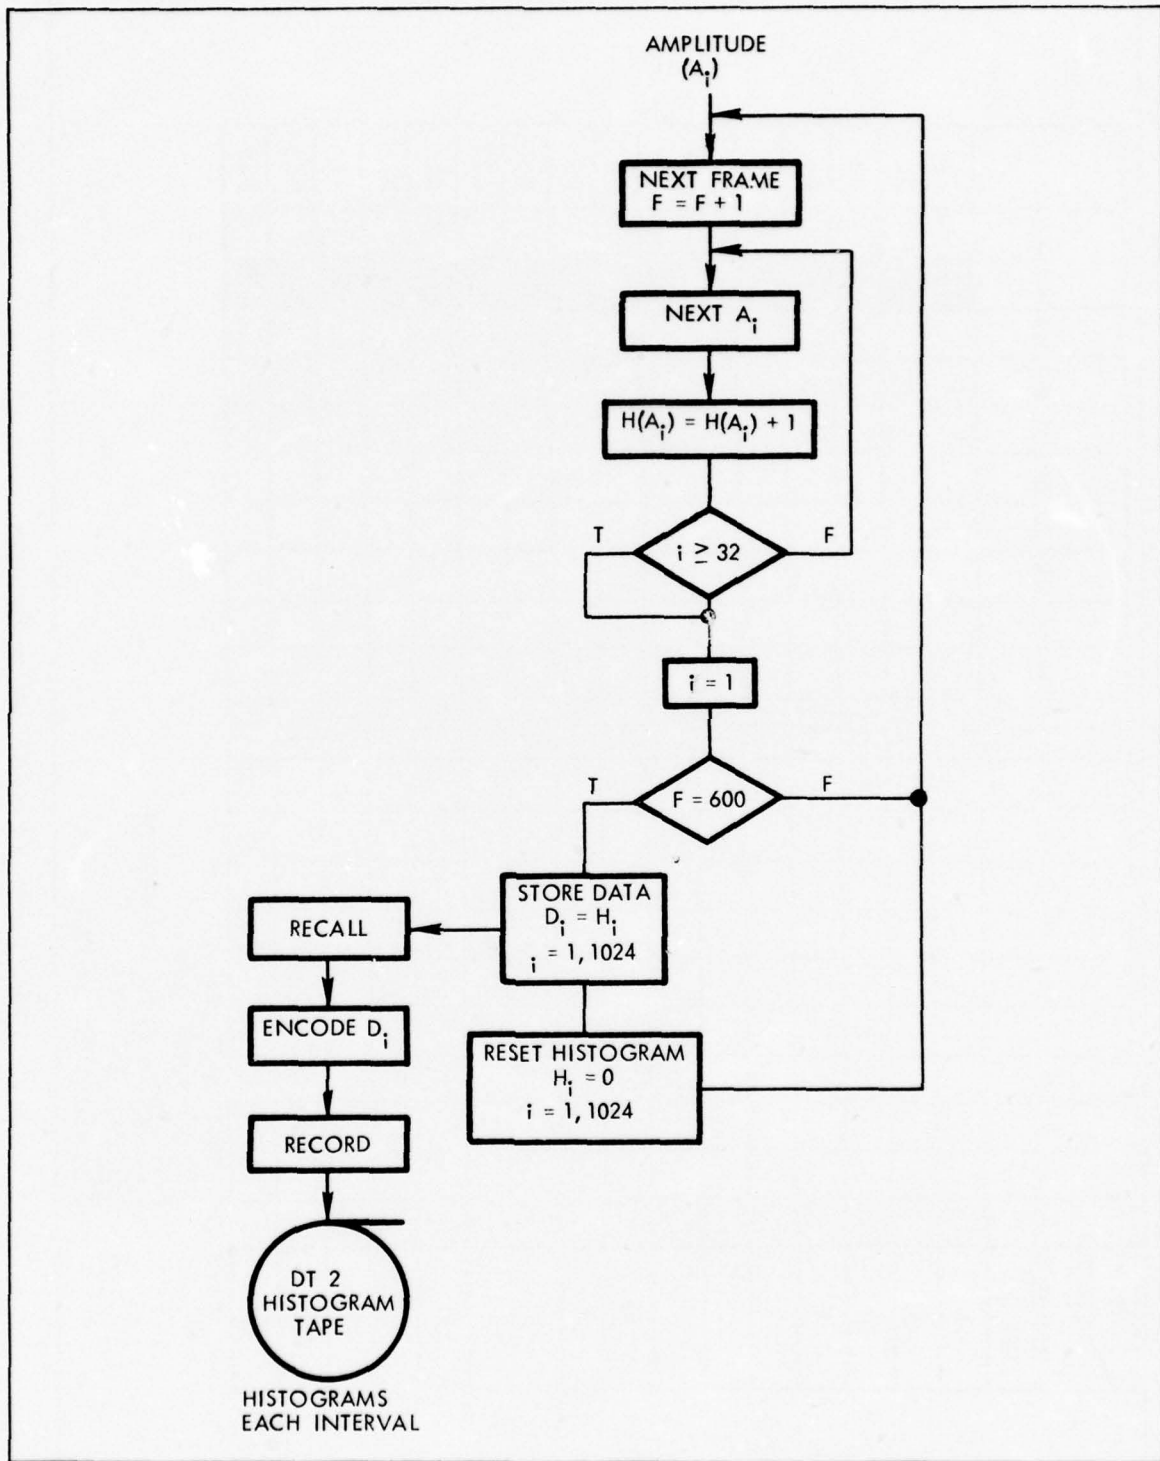 AMPLITUDE
(Ai)
NEXT FRAME
F = F + 1
NEXT Ai
H(Ai) = H(Ai) + 1
T
i ≥ 32
F
i = 1
T
F = 600
F
STORE DATA
Di = Hi
i = 1, 1024
RECALL
ENCODE Di
RESET HISTOGRAM
Hi = 0
i = 1, 1024
RECORD
DT 2
HISTOGRAM
TAPE
HISTOGRAMS
EACH INTERVAL